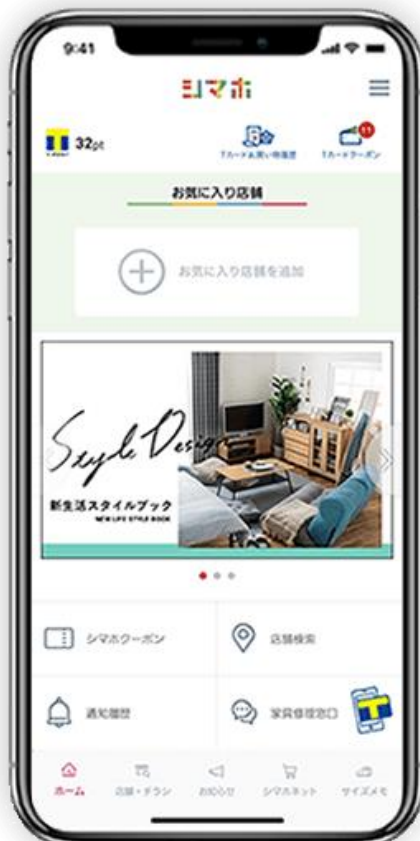 9:41
シマホ
T 32pt
Tカードお買い物履歴
11
Tカードクーポン
お気に入り店舗
お気に入り店舗を追加
Style Design
新生活スタイルブック
NEW LIFE STYLE BOOK
シマホクーポン
店舗検索
通知履歴
家具修理窓口
T
ホーム
店舗・チラシ
お知らせ
シマホネット
サイズメモ